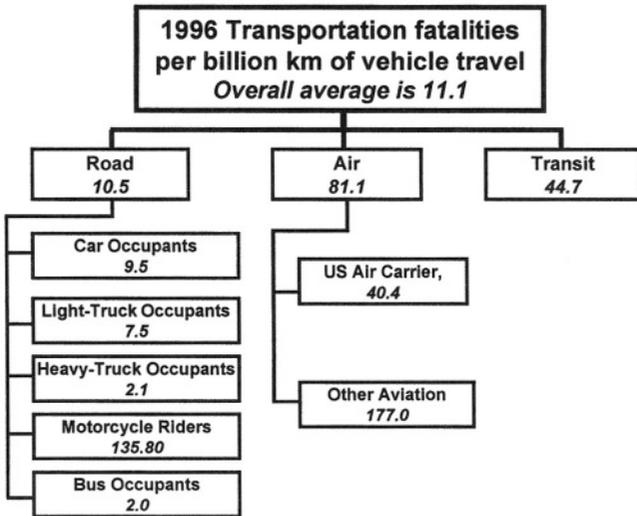 1996 Transportation fatalities
per billion km of vehicle travel
Overall average is 11.1
Road
10.5
Air
81.1
Transit
44.7
Car Occupants
9.5
Light-Truck Occupants
7.5
Heavy-Truck Occupants
2.1
Motorcycle Riders
135.80
Bus Occupants
2.0
US Air Carrier,
40.4
Other Aviation
177.0